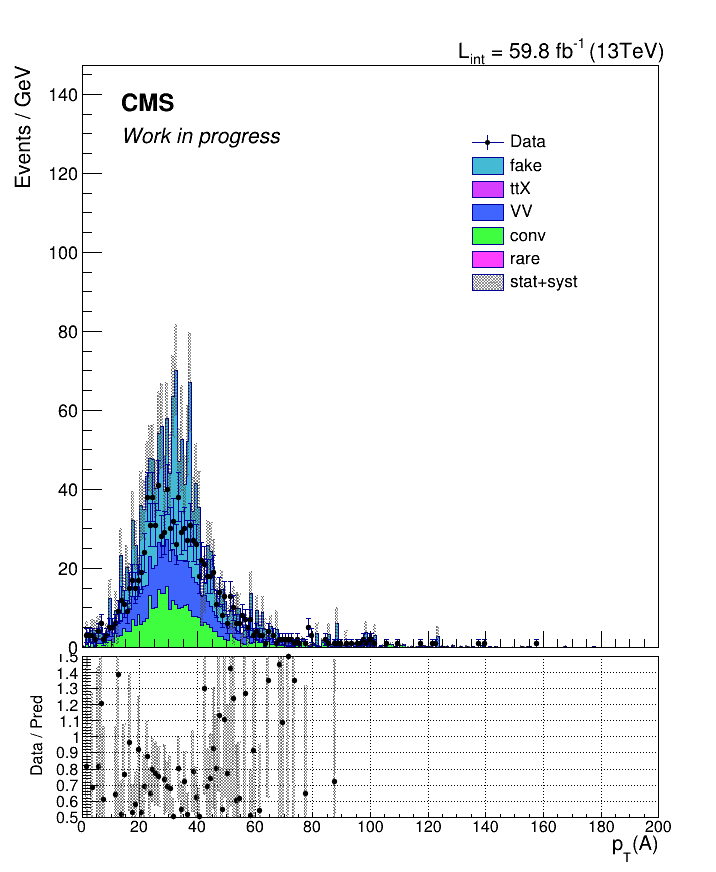 L_int = 59.8 fb^-1 (13TeV)
Events / GeV
CMS
Work in progress
Data
fake
ttX
VV
conv
rare
stat+syst
140
120
100
80
60
40
20
0
Data / Pred
1.5
1.4
1.3
1.2
1.1
1
0.9
0.8
0.7
0.6
0.5
0 20 40 60 80 100 120 140 160 180 200
p_T(A)